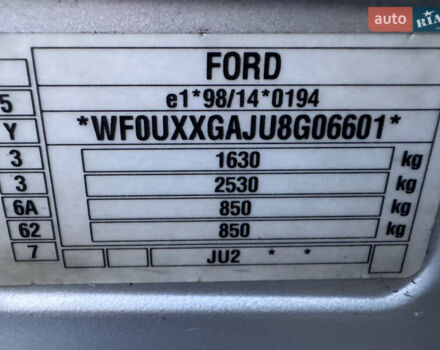 auto RIA
FORD
5 e1*98/14*0194
Y *WF0UXXGAJU8G06601*
3 1630 kg
3 2530 kg
6A 850 kg
62 850 kg
7 JU2 * *